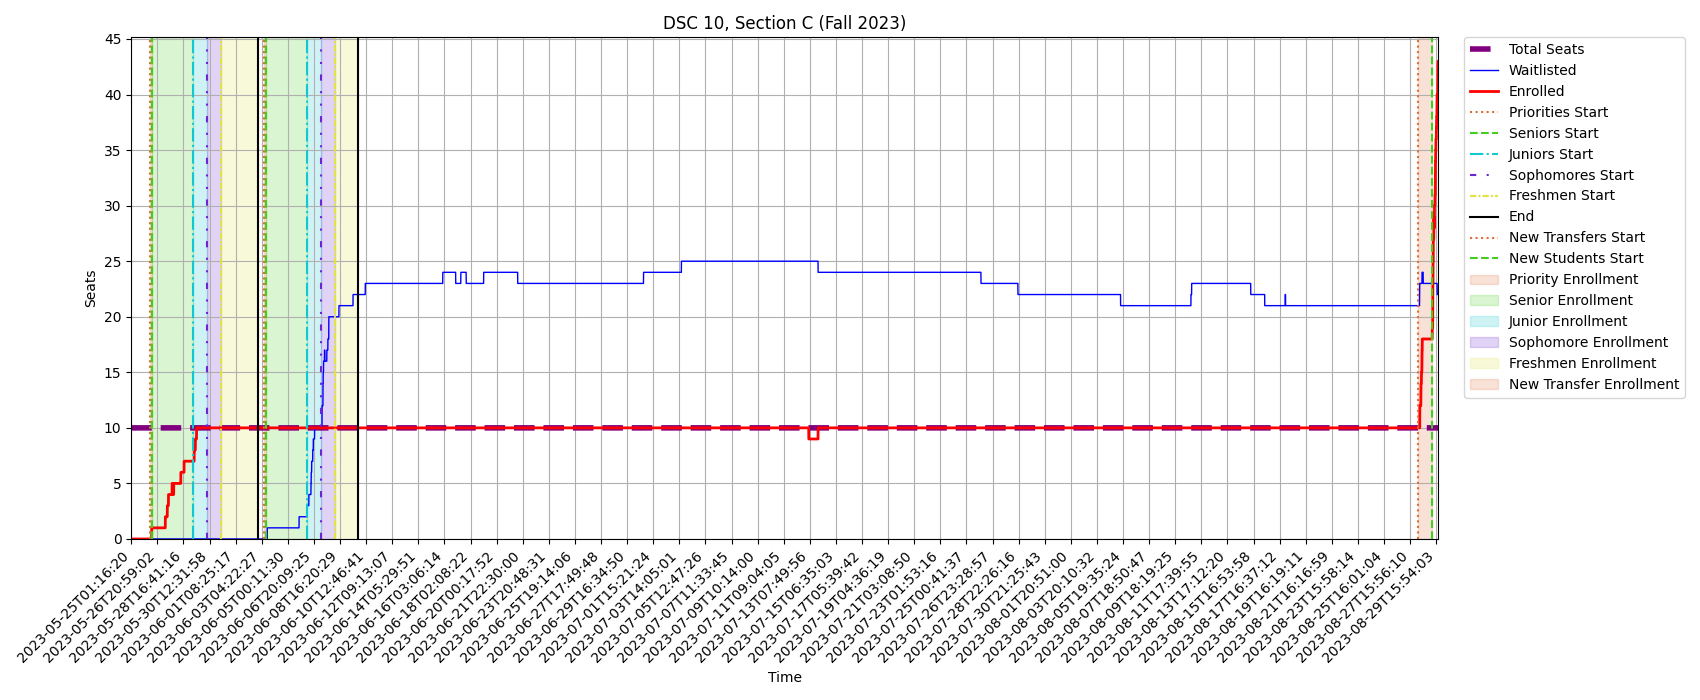 DSC 10, Section C (Fall 2023)
Seats
45
40
35
30
25
20
15
10
5
0
2023-05-25T01:16:20
2023-05-26T20:59:02
2023-05-28T16:41:16
2023-05-30T12:31:58
2023-06-01T08:25:17
2023-06-03T04:22:27
2023-06-05T00:11:30
2023-06-06T20:09:25
2023-06-08T16:20:29
2023-06-10T12:46:41
2023-06-12T09:13:07
2023-06-14T05:29:51
2023-06-16T03:06:14
2023-06-18T02:08:22
2023-06-20T00:17:52
2023-06-21T22:30:00
2023-06-23T20:48:31
2023-06-25T19:14:06
2023-06-27T17:49:48
2023-06-29T16:34:50
2023-07-01T15:21:24
2023-07-03T14:05:01
2023-07-05T12:47:26
2023-07-07T11:33:45
2023-07-09T10:14:00
2023-07-11T09:04:05
2023-07-13T07:49:56
2023-07-15T06:35:03
2023-07-17T05:39:42
2023-07-19T04:36:19
2023-07-21T03:08:50
2023-07-23T01:53:16
2023-07-25T00:41:37
2023-07-26T23:28:57
2023-07-28T22:26:16
2023-07-30T21:25:43
2023-08-01T20:51:00
2023-08-03T20:10:32
2023-08-05T19:35:24
2023-08-07T18:50:47
2023-08-09T18:19:25
2023-08-11T17:39:55
2023-08-13T17:12:20
2023-08-15T16:53:58
2023-08-17T16:37:12
2023-08-19T16:19:11
2023-08-21T16:16:59
2023-08-23T15:58:14
2023-08-25T16:01:04
2023-08-27T15:56:10
2023-08-29T15:54:03
Time
Total Seats
Waitlisted
Enrolled
Priorities Start
Seniors Start
Juniors Start
Sophomores Start
Freshmen Start
End
New Transfers Start
New Students Start
Priority Enrollment
Senior Enrollment
Junior Enrollment
Sophomore Enrollment
Freshmen Enrollment
New Transfer Enrollment